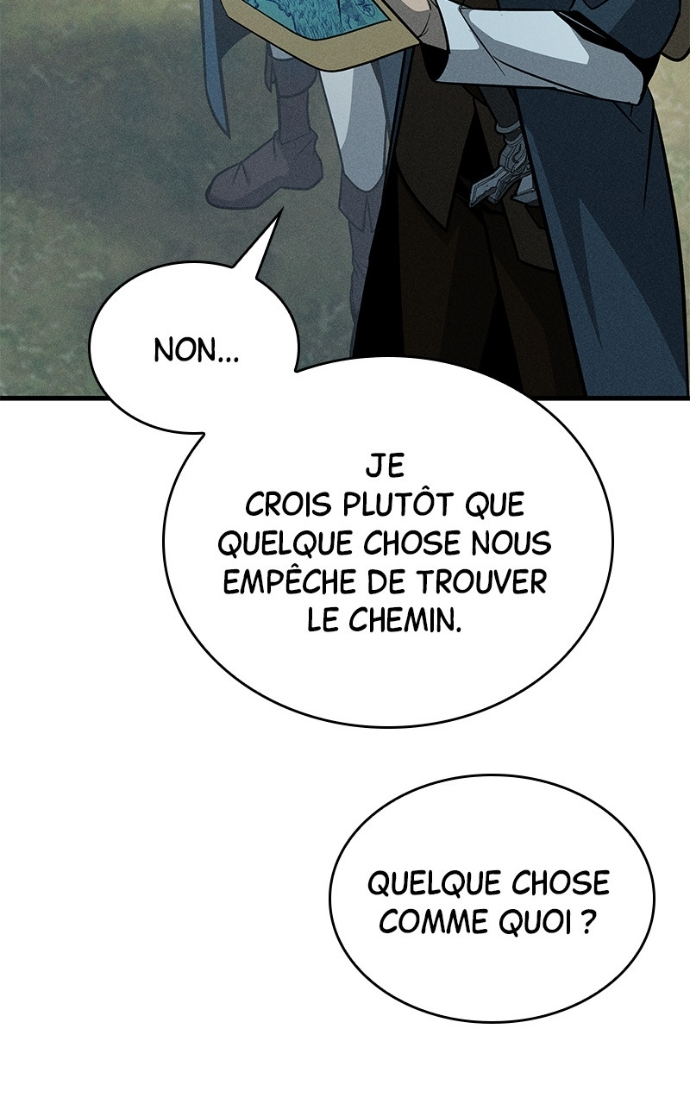 NON...
JE
CROIS PLUTÔT QUE
QUELQUE CHOSE NOUS
EMPÊCHE DE TROUVER
LE CHEMIN.
QUELQUE CHOSE
COMME QUOI ?